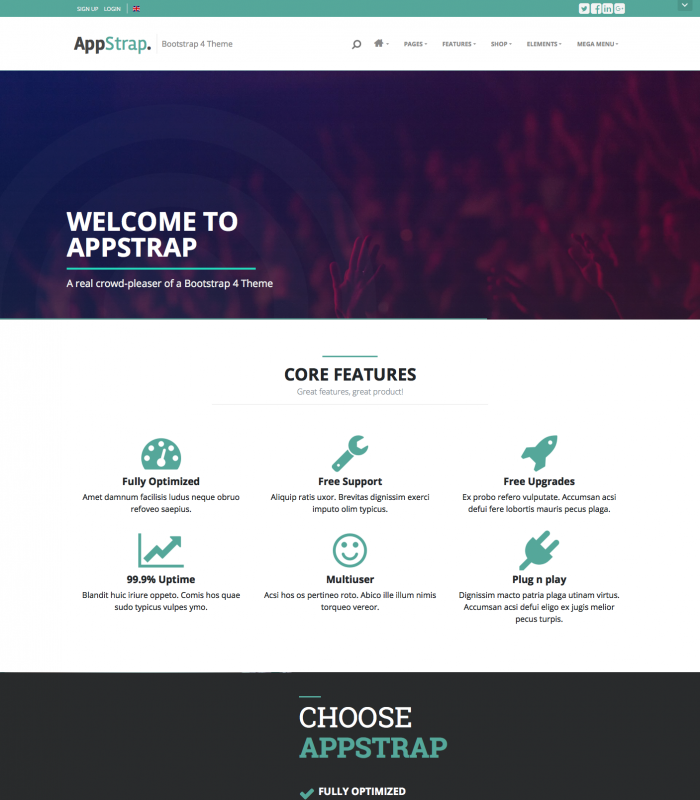 SIGN UP LOGIN
AppStrap. Bootstrap 4 Theme
PAGES FEATURES SHOP ELEMENTS MEGA MENU
WELCOME TO
APPSTRAP
A real crowd-pleaser of a Bootstrap 4 Theme
CORE FEATURES
Great features, great product!
Fully Optimized
Amet damnum facilisis ludus neque obruo
refoveo saepius.
Free Support
Aliquip ratis uxor. Brevitas dignissim exerci
imputo olim typicus.
Free Upgrades
Ex probo refero vulputate. Accumsan acsi
defui fere lobortis mauris pecus plaga.
99.9% Uptime
Blandit huic iriure oppeto. Comis hos quae
sudo typicus vulpes ymo.
Multiuser
Acsi hos os pertineo roto. Abico ille illum nimis
torqueo vereor.
Plug n play
Dignissim macto patria plaga utinam virtus.
Accumsan acsi defui eligo ex jugis melior
pecus turpis.
CHOOSE
APPSTRAP
FULLY OPTIMIZED